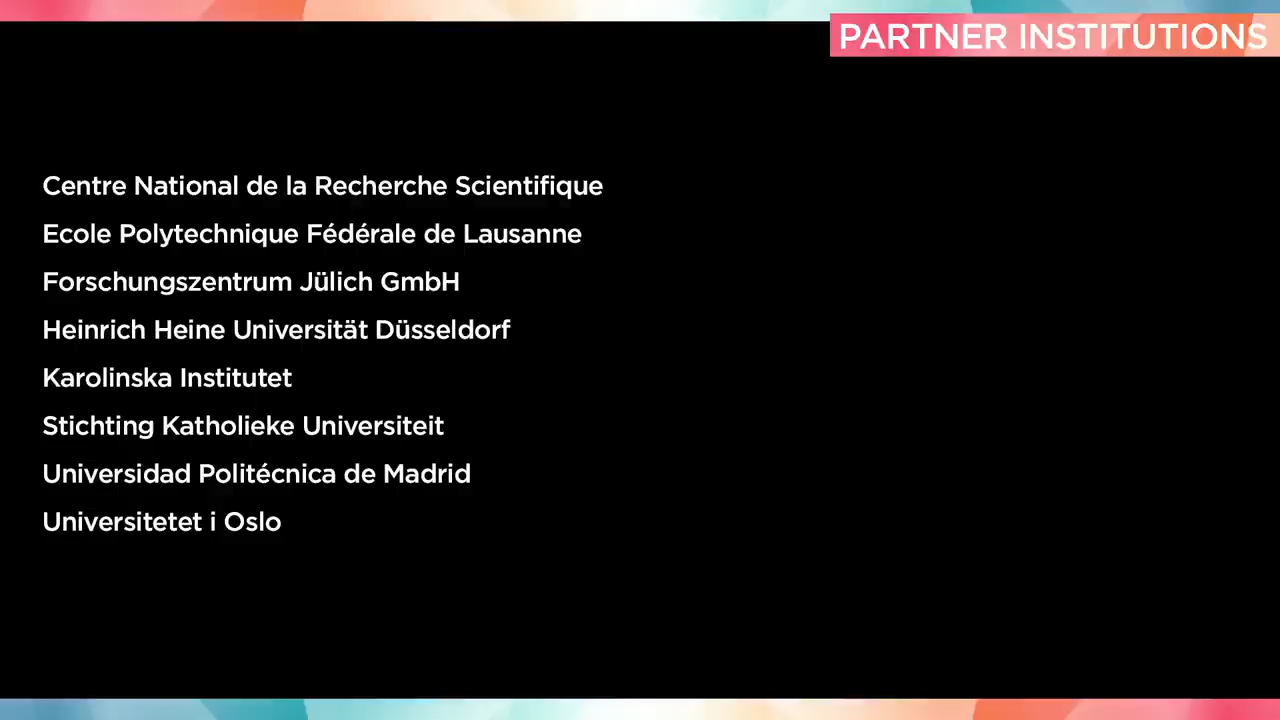 PARTNER INSTITUTIONS
Centre National de la Recherche Scientifique
Ecole Polytechnique Fédérale de Lausanne
Forschungszentrum Jülich GmbH
Heinrich Heine Universität Düsseldorf
Karolinska Institutet
Stichting Katholieke Universiteit
Universidad Politécnica de Madrid
Universitetet i Oslo